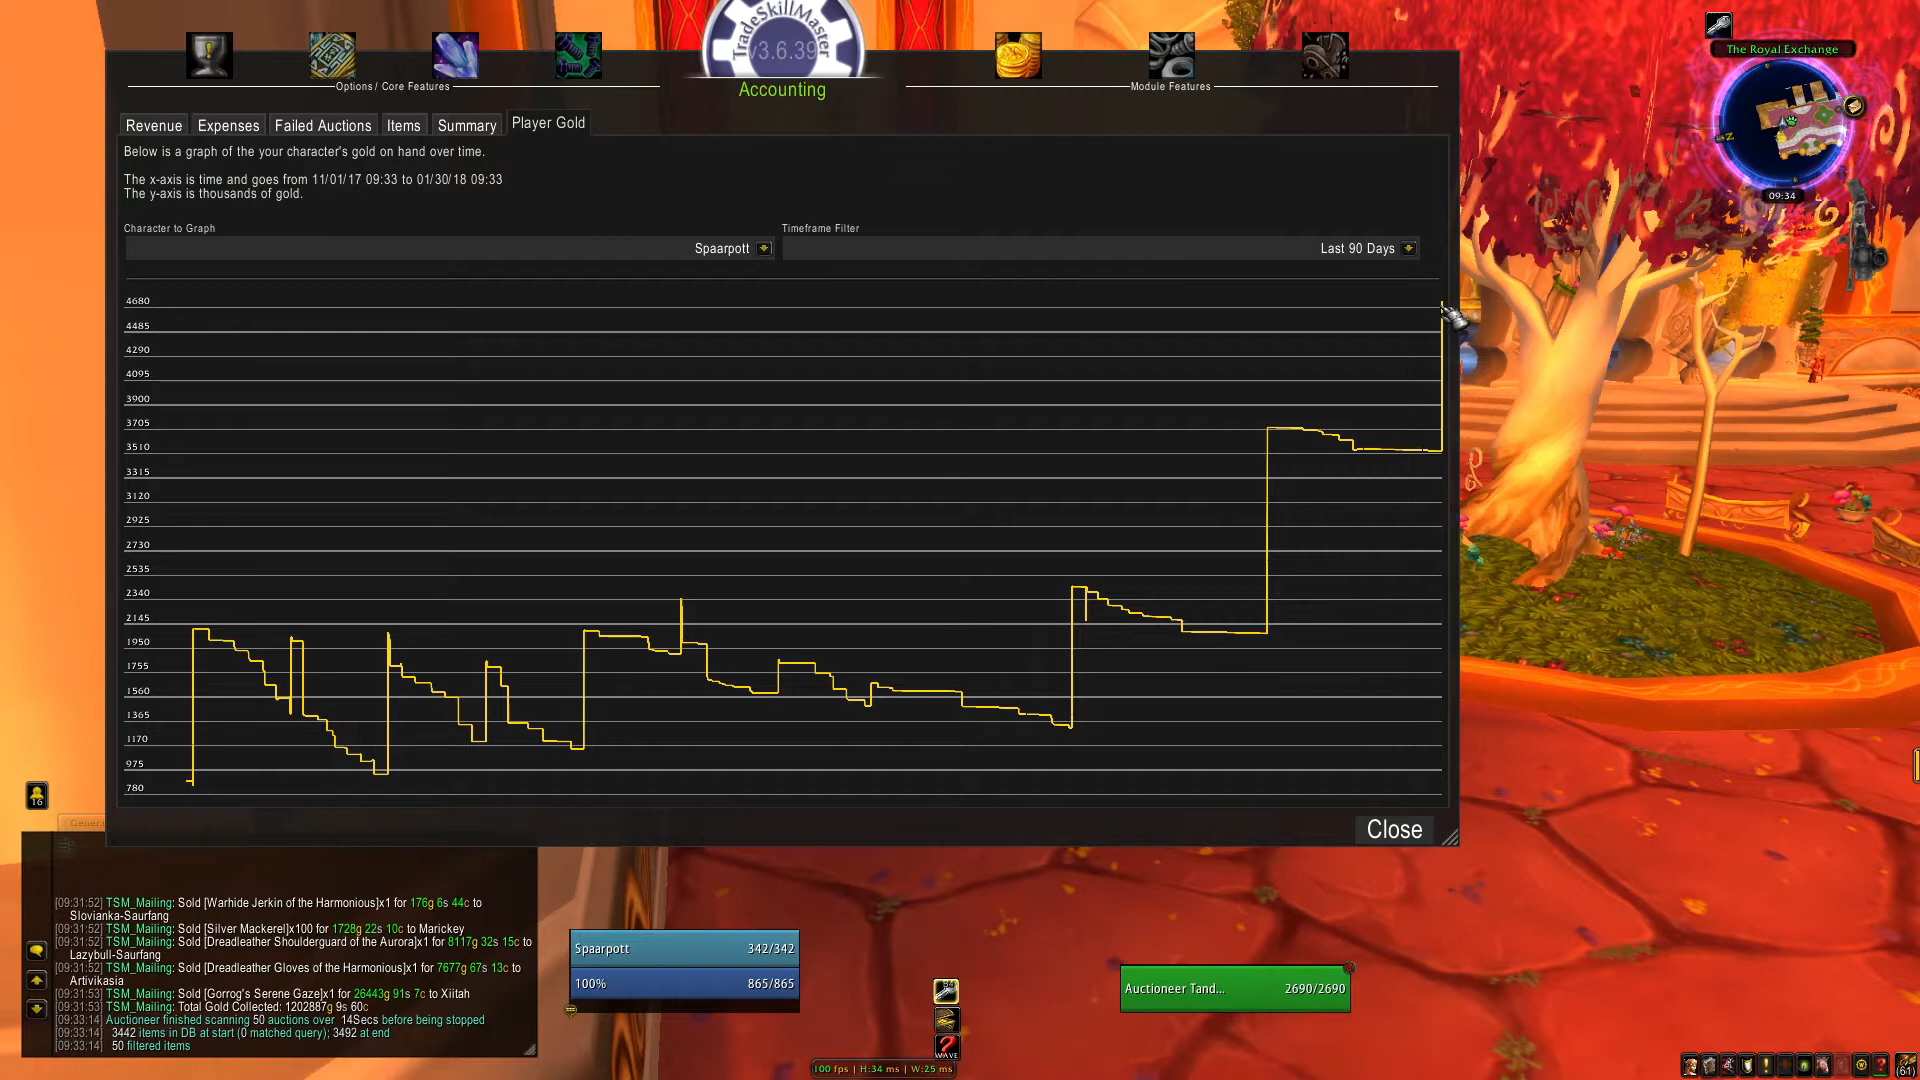 TradeSkillMaster
v3.6.39
Options / Core Features
Accounting
Module Features
The Royal Exchange
Z
09:34
Revenue
Expenses
Failed Auctions
Items
Summary
Player Gold
Below is a graph of the your character's gold on hand over time.
The x-axis is time and goes from 11/01/17 09:33 to 01/30/18 09:33
The y-axis is thousands of gold.
Character to Graph
Timeframe Filter
Spaarpott
Last 90 Days
4680
4485
4290
4095
3900
3705
3510
3315
3120
2925
2730
2535
2340
2145
1950
1755
1560
1365
1170
975
780
Close
16
Genera
[09:31:52] TSM_Mailing: Sold [Warhide Jerkin of the Harmonious]x1 for 176g 6s 44c to
Slovianka-Saurfang
[09:31:52] TSM_Mailing: Sold [Silver Mackerel]x100 for 1728g 22s 10c to Marickey
[09:31:52] TSM_Mailing: Sold [Dreadleather Shoulderguard of the Aurora]x1 for 8117g 32s 15c to
Lazybull-Saurfang
[09:31:52] TSM_Mailing: Sold [Dreadleather Gloves of the Harmonious]x1 for 7677g 67s 13c to
Artivikasia
[09:31:53] TSM_Mailing: Sold [Gorrog's Serene Gaze]x1 for 26443g 91s 7c to Xiitah
[09:31:53] TSM_Mailing: Total Gold Collected: 1202887g 9s 60c
[09:33:14] Auctioneer finished scanning 50 auctions over 14Secs before being stopped
[09:33:14] 3442 items in DB at start (0 matched query); 3492 at end
[09:33:14] 50 filtered items
Spaarpott 342/342
100% 865/865
Auctioneer Tand... 2690/2690
WAVE
100 fps | H:34 ms | W:25 ms
(61)